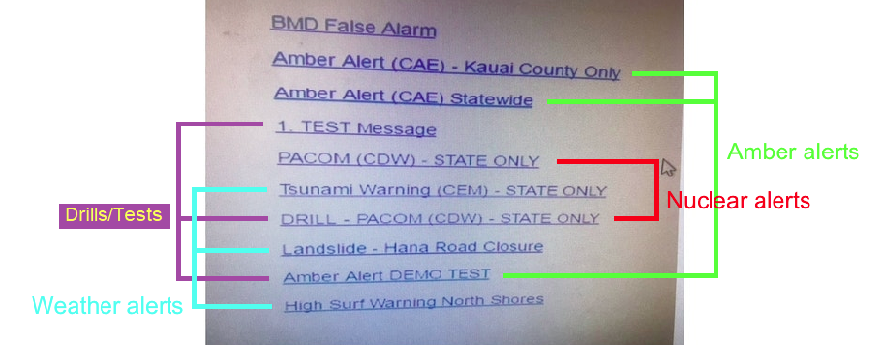 BMD False Alarm
Amber Alert (CAE) - Kauai County Only
Amber Alert (CAE) Statewide
1. TEST Message
PACOM (CDW) - STATE ONLY
Tsunami Warning (CEM) - STATE ONLY
DRILL - PACOM (CDW) - STATE ONLY
Landslide - Hana Road Closure
Amber Alert DEMO TEST
High Surf Warning North Shores
Amber alerts
Nuclear alerts
Drills/Tests
Weather alerts